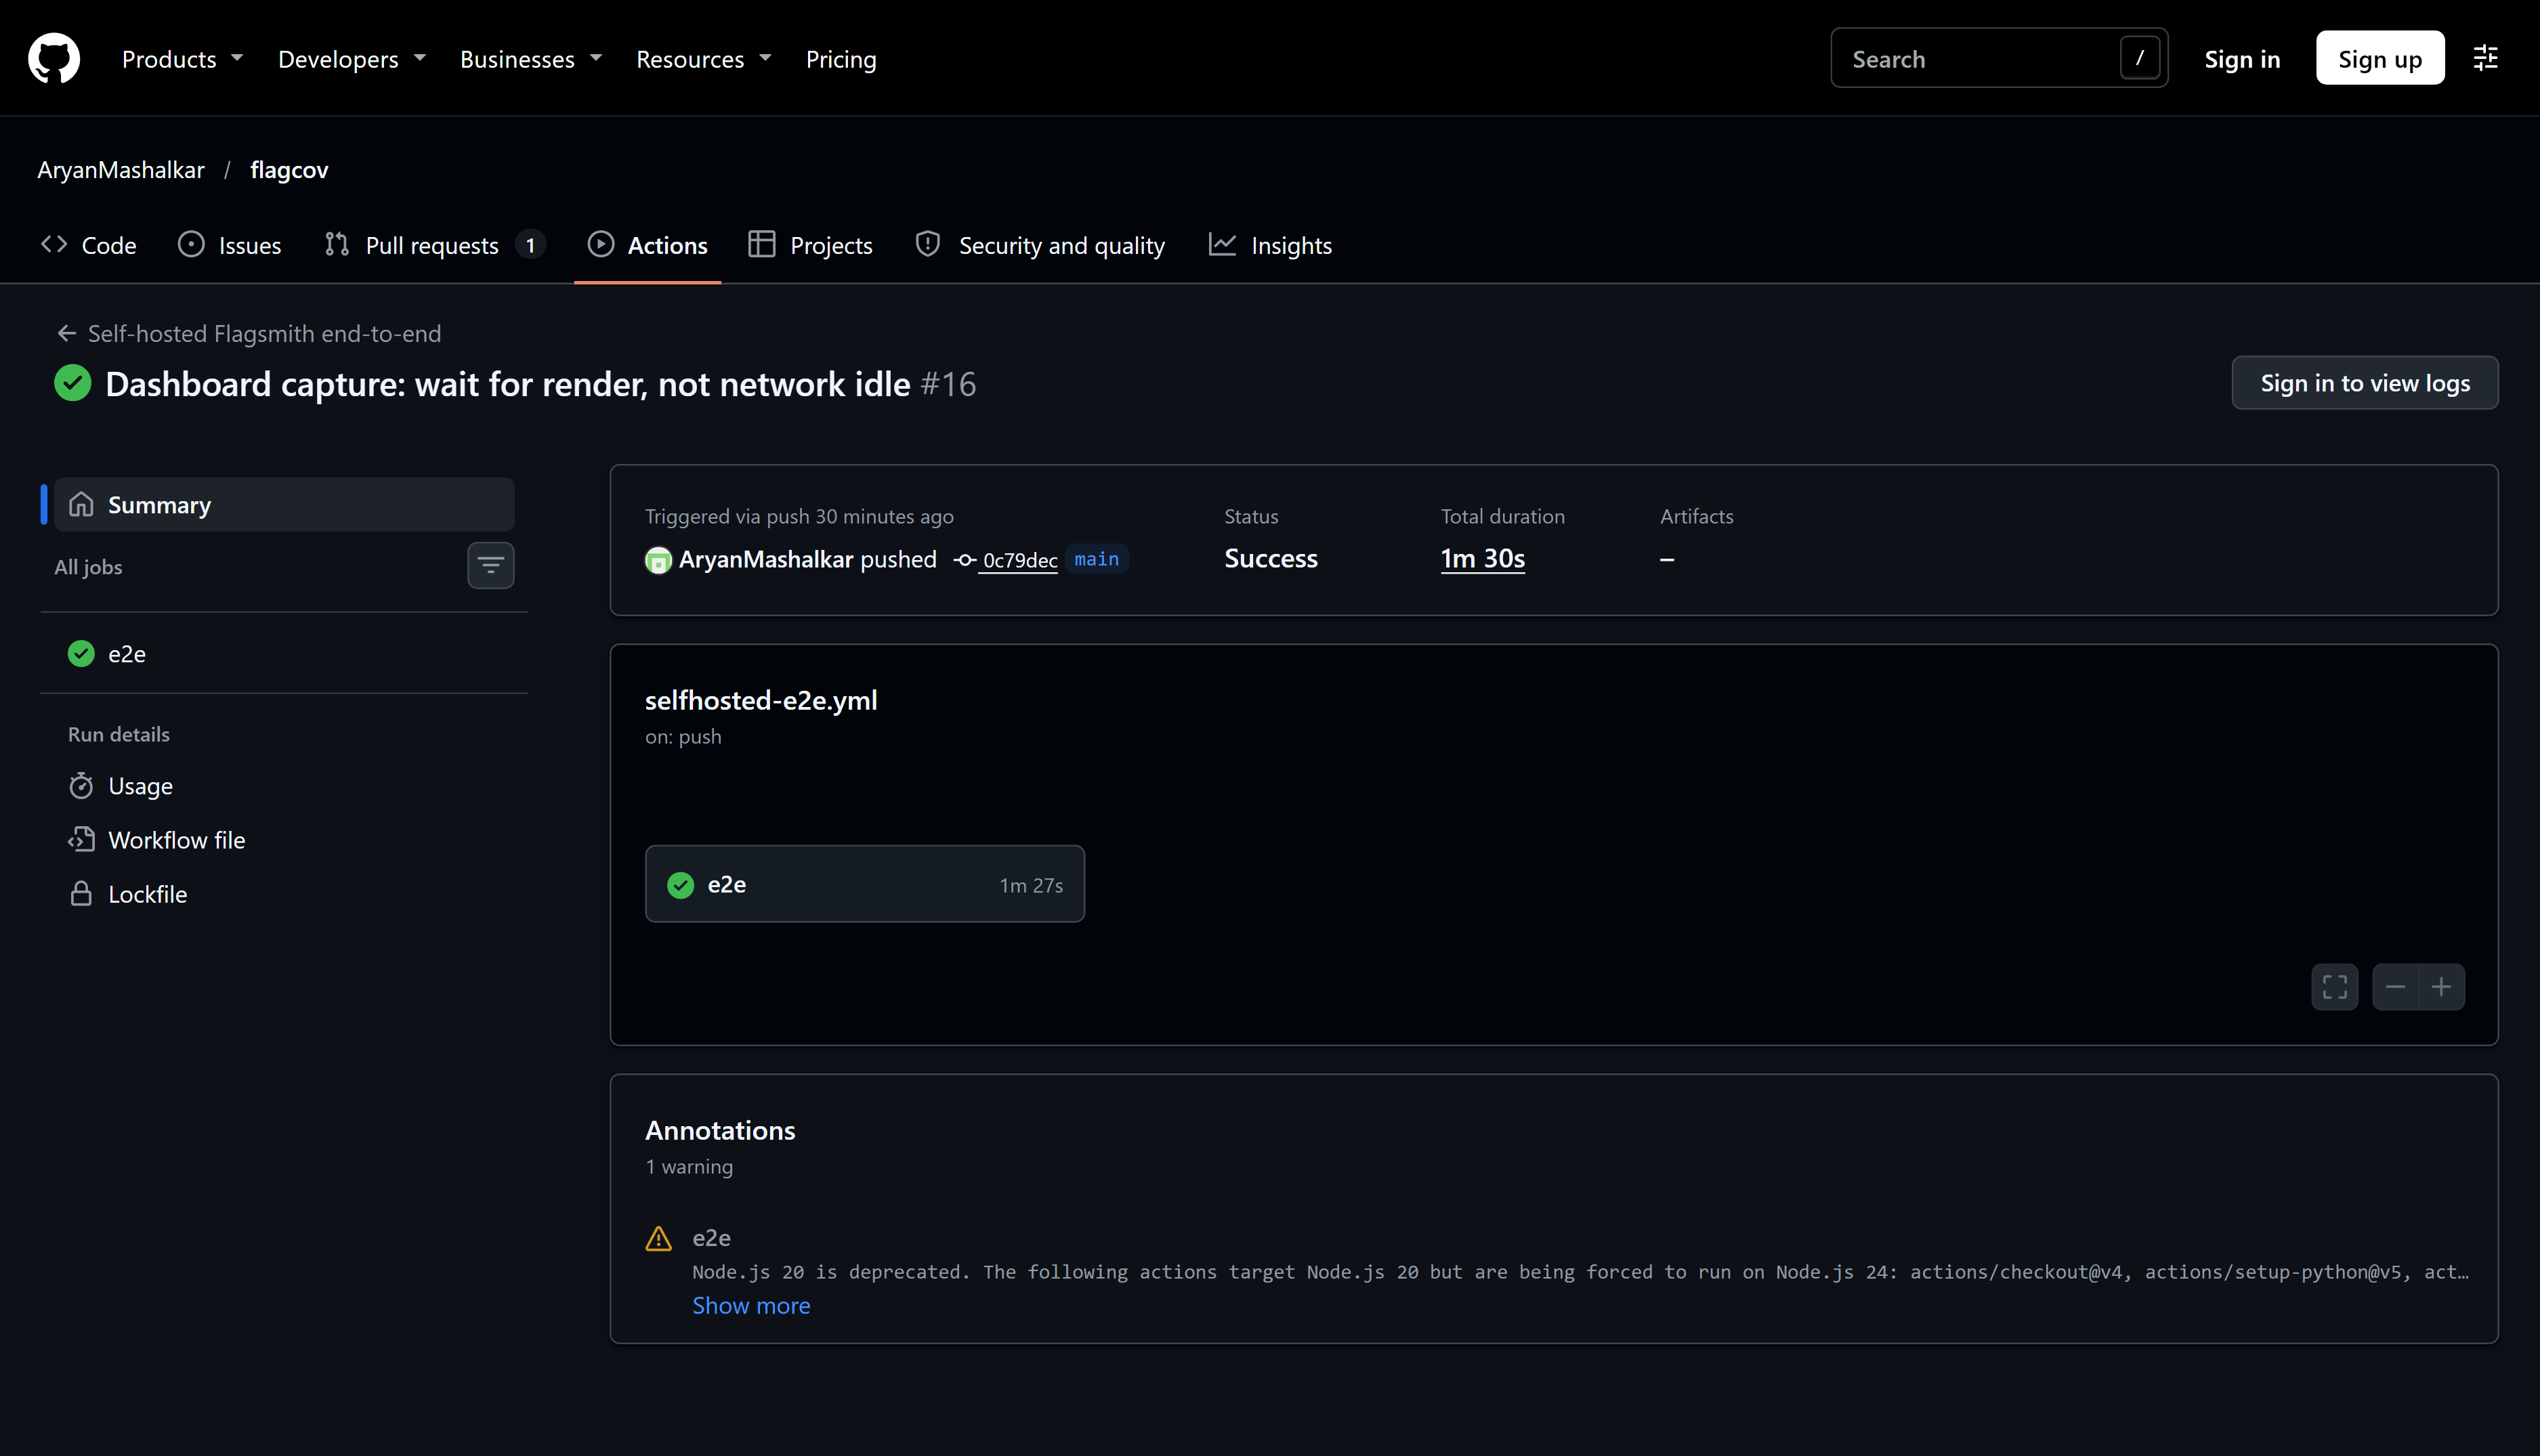 Products Developers Businesses Resources Pricing Search / Sign in Sign up
AryanMashalkar / flagcov
Code Issues Pull requests 1 Actions Projects Security and quality Insights
Self-hosted Flagsmith end-to-end
Dashboard capture: wait for render, not network idle #16
Sign in to view logs
Summary
All jobs
e2e
Run details
Usage
Workflow file
Lockfile
Triggered via push 30 minutes ago
AryanMashalkar pushed 0c79dec main
Status
Success
Total duration
1m 30s
Artifacts
–
selfhosted-e2e.yml
on: push
e2e 1m 27s
Annotations
1 warning
e2e
Node.js 20 is deprecated. The following actions target Node.js 20 but are being forced to run on Node.js 24: actions/checkout@v4, actions/setup-python@v5, act…
Show more